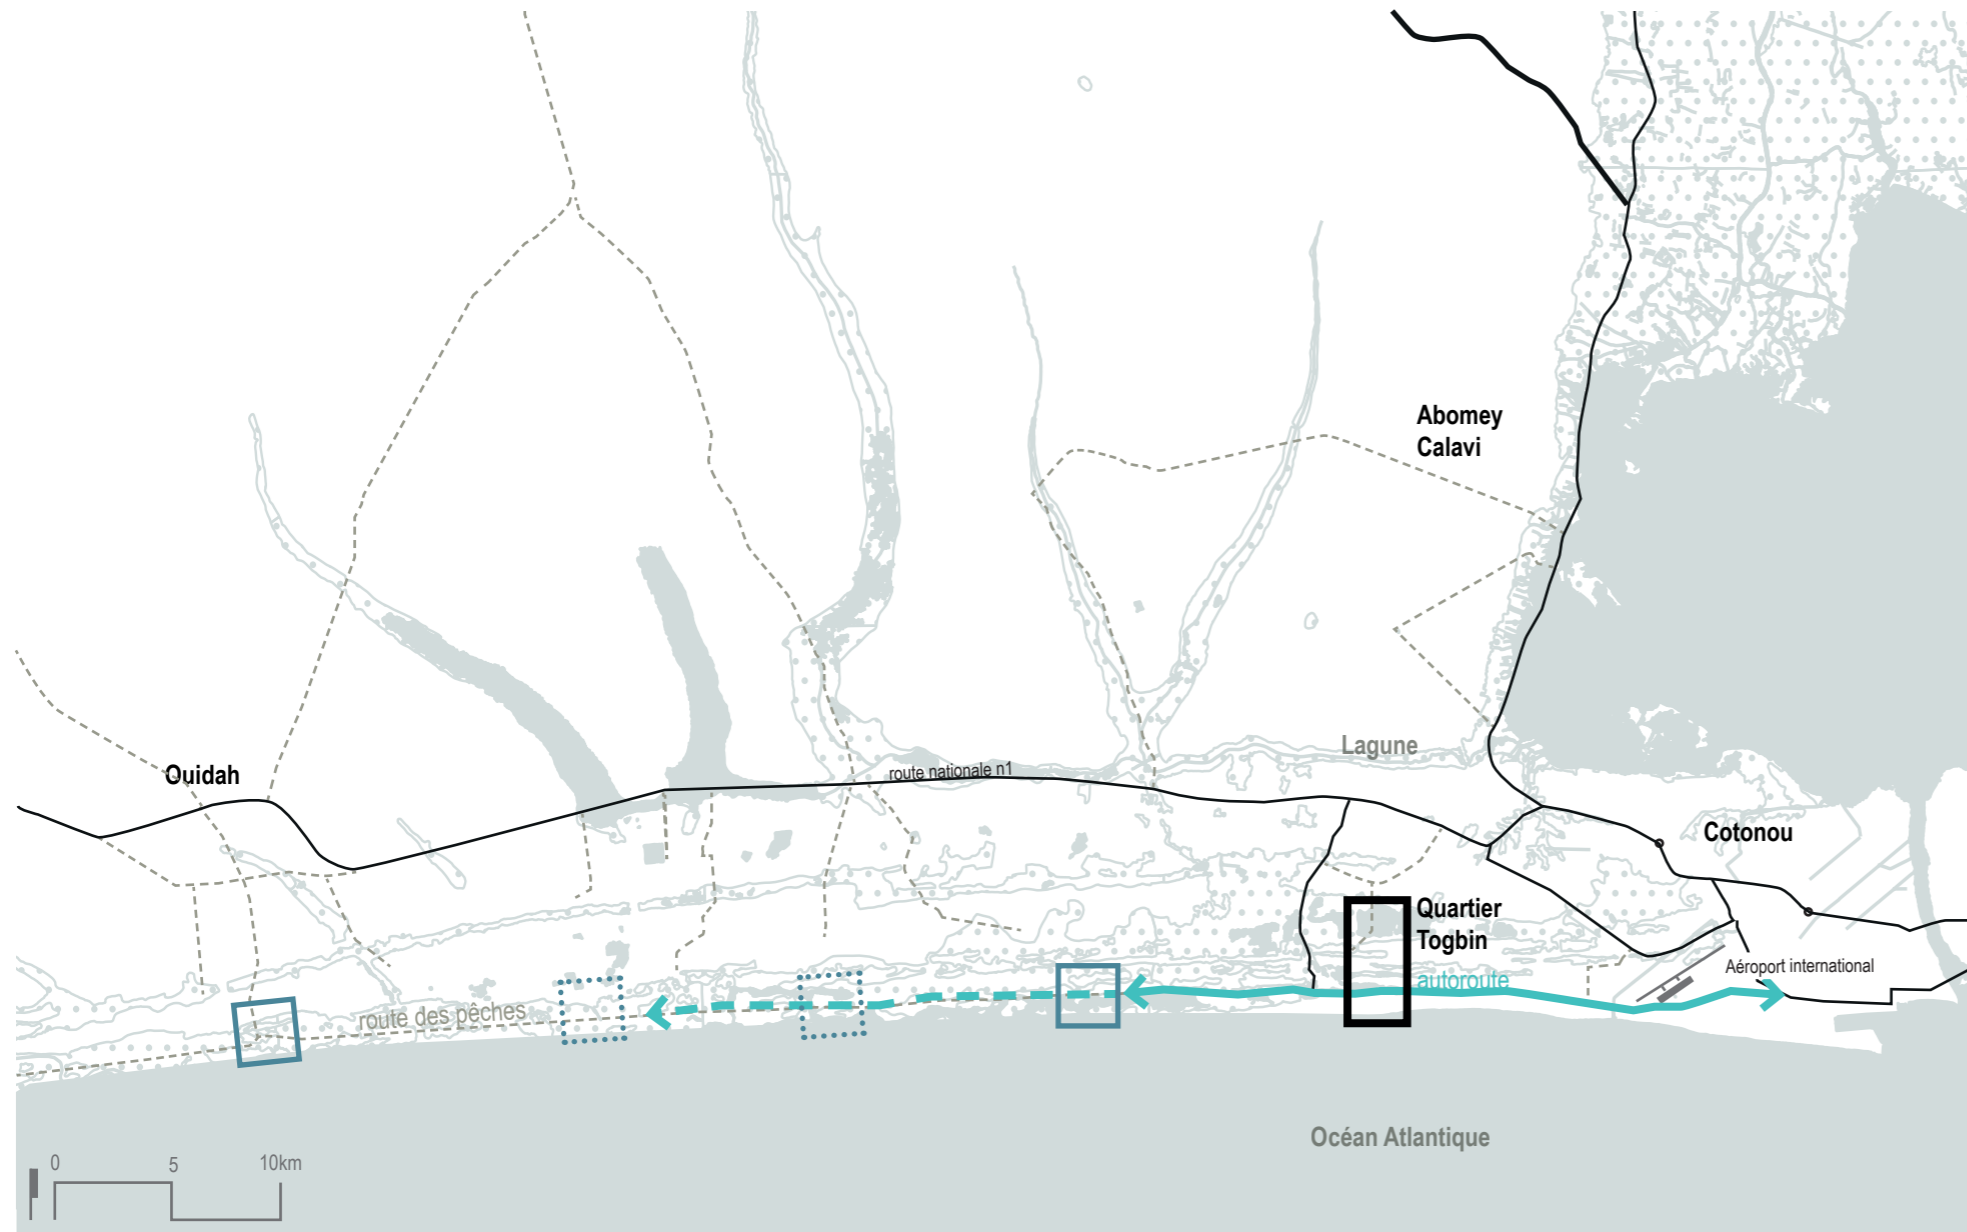 Abomey
Calavi
Lagune
Ouidah
route nationale n1
Cotonou
Quartier
Togbin
Aéroport international
autoroute
route des pêches
Océan Atlantique
0 5 10km